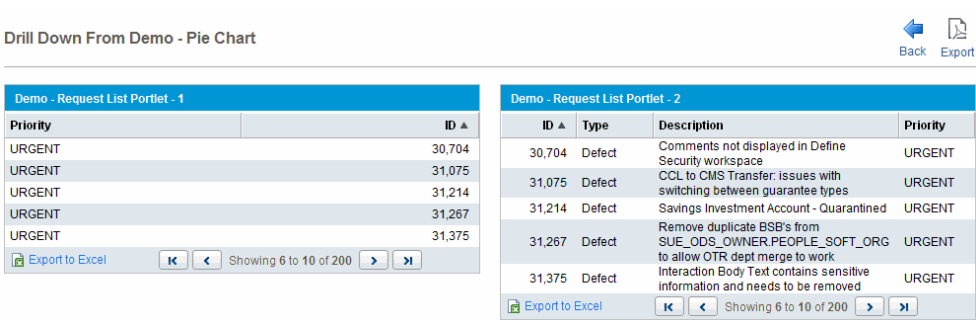 Drill Down From Demo - Pie Chart
Back Export
Demo - Request List Portlet - 1
Priority ID
URGENT 30,704
URGENT 31,075
URGENT 31,214
URGENT 31,267
URGENT 31,375
Export to Excel Showing 6 to 10 of 200
Demo - Request List Portlet - 2
ID Type Description Priority
30,704 Defect Comments not displayed in Define URGENT
Security workspace
31,075 Defect CCL to CMS Transfer: issues with URGENT
switching between guarantee types
31,214 Defect Savings Investment Account - Quarantined URGENT
Remove duplicate BSB's from
31,267 Defect SUE_ODS_OWNER.PEOPLE_SOFT_ORG URGENT
to allow OTR dept merge to work
31,375 Defect Interaction Body Text contains sensitive URGENT
information and needs to be removed
Export to Excel Showing 6 to 10 of 200